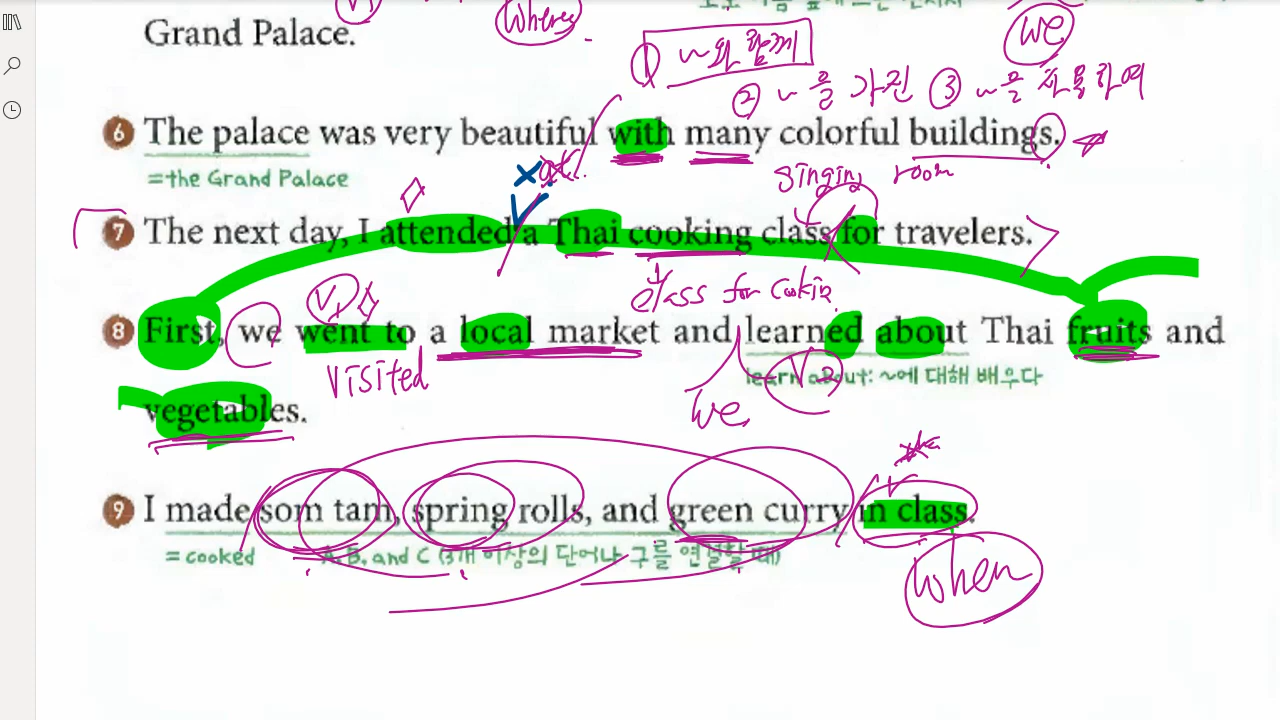 Grand Palace.
where
we
① ~와 함께
② ~을 가진 ③ ~을 사용하여
6 The palace was very beautiful with many colorful buildings.
=the Grand Palace
singing room
7 The next day, I attended a Thai cooking class for travelers.
class for cookin
V1
8 First, we went to a local market and learned about Thai fruits and
visited
we
V2
learn about: ~에 대해 배우다
vegetables.
9 I made som tam, spring rolls, and green curry in class.
= cooked
A, B, and C (3개 이상의 단어나 구를 연결할 때)
when